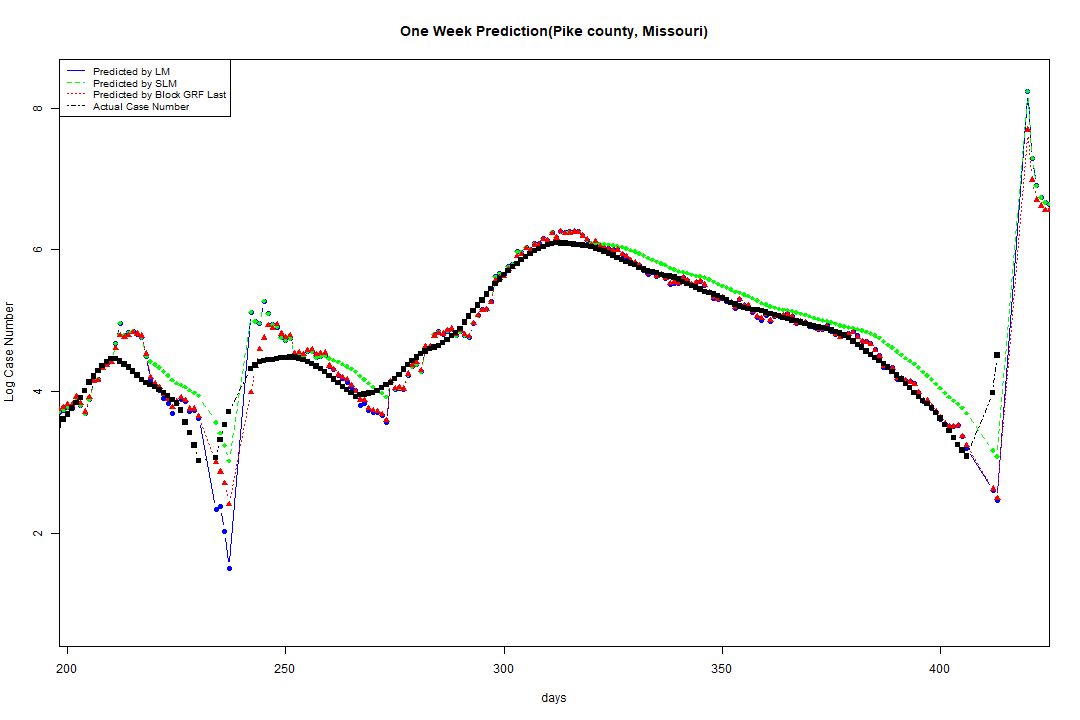 One Week Prediction(Pike county, Missouri)
Predicted by LM
Predicted by SLM
Predicted by Block GRF Last
Actual Case Number
Log Case Number
8
6
4
2
200 250 300 350 400
days